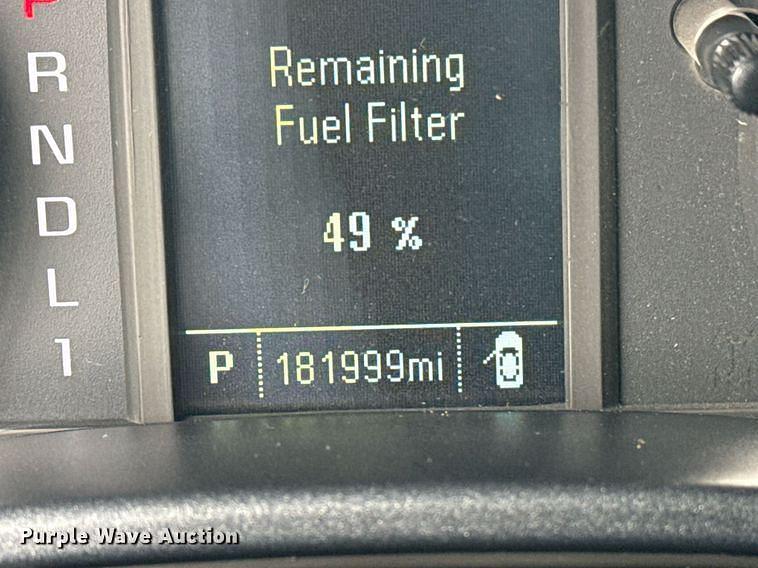 P
R
N
D
L
1
Remaining
Fuel Filter
49 %
P 181999mi
Purple Wave Auction